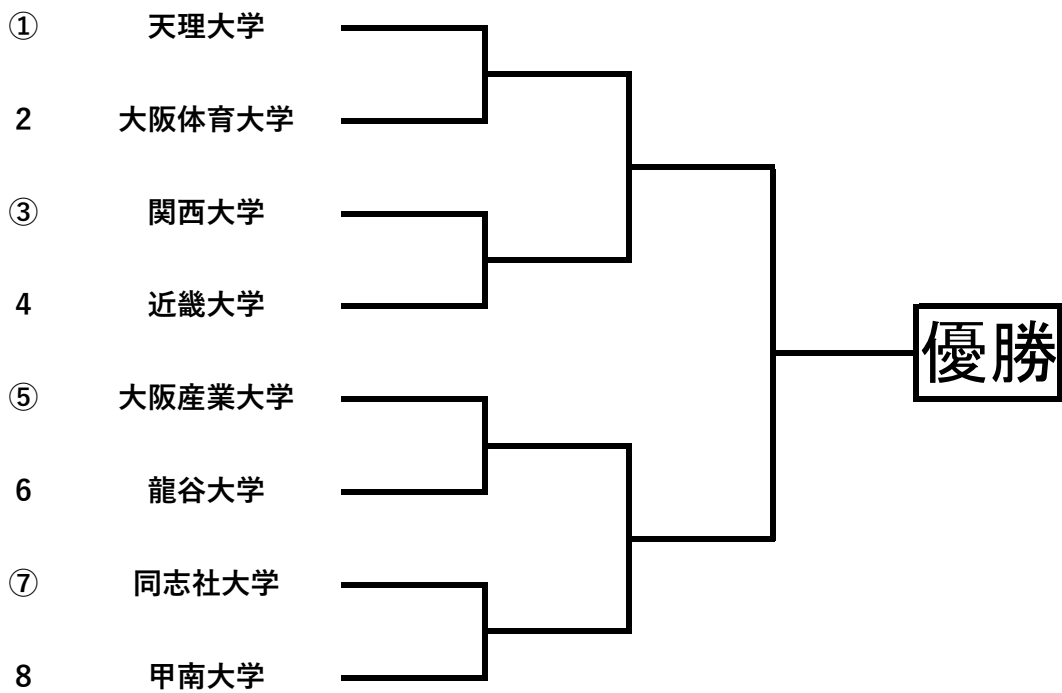 ① 天理大学
2 大阪体育大学
③ 関西大学
4 近畿大学
優勝
⑤ 大阪産業大学
6 龍谷大学
⑦ 同志社大学
8 甲南大学